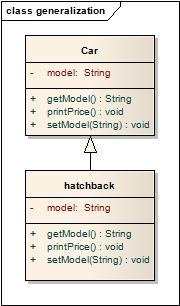 class generalization
Car
- model: String
+ getModel() : String
+ printPrice() : void
+ setModel(String) : void
hatchback
- model: String
+ getModel() : String
+ printPrice() : void
+ setModel(String) : void